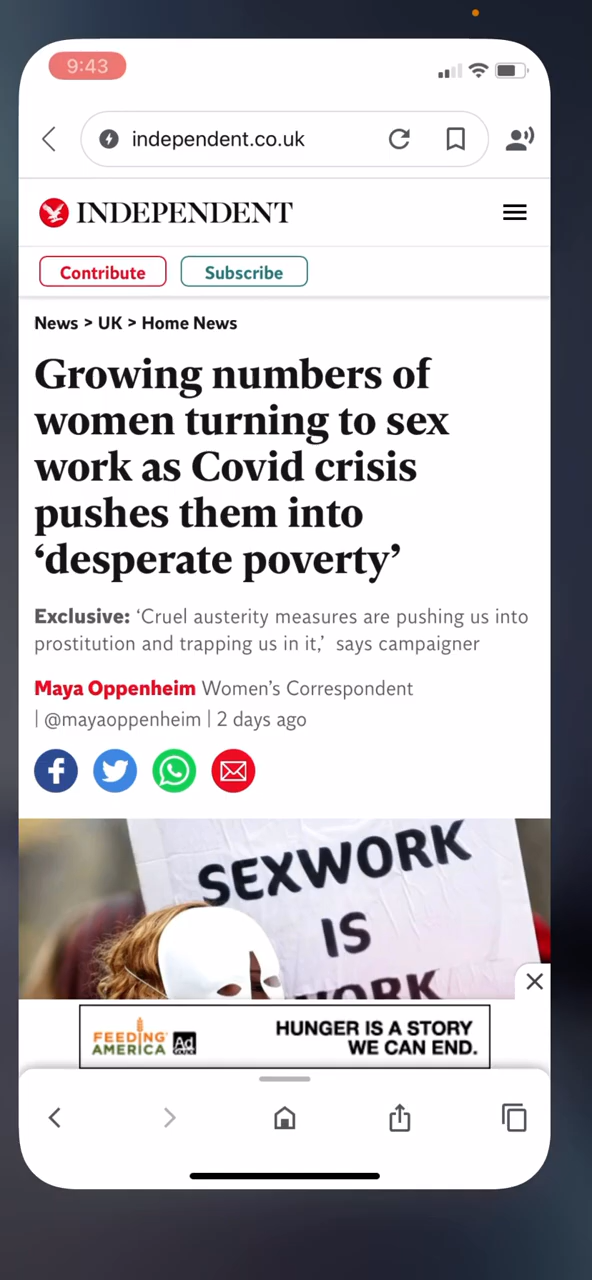 9:43
independent.co.uk
INDEPENDENT
Contribute Subscribe
News > UK > Home News
Growing numbers of
women turning to sex
work as Covid crisis
pushes them into
‘desperate poverty’
Exclusive: ‘Cruel austerity measures are pushing us into
prostitution and trapping us in it,’ says campaigner
Maya Oppenheim Women’s Correspondent
| @mayaoppenheim | 2 days ago
SEXWORK
IS
WORK
FEEDING
AMERICA
Ad
COUNCIL
HUNGER IS A STORY
WE CAN END.